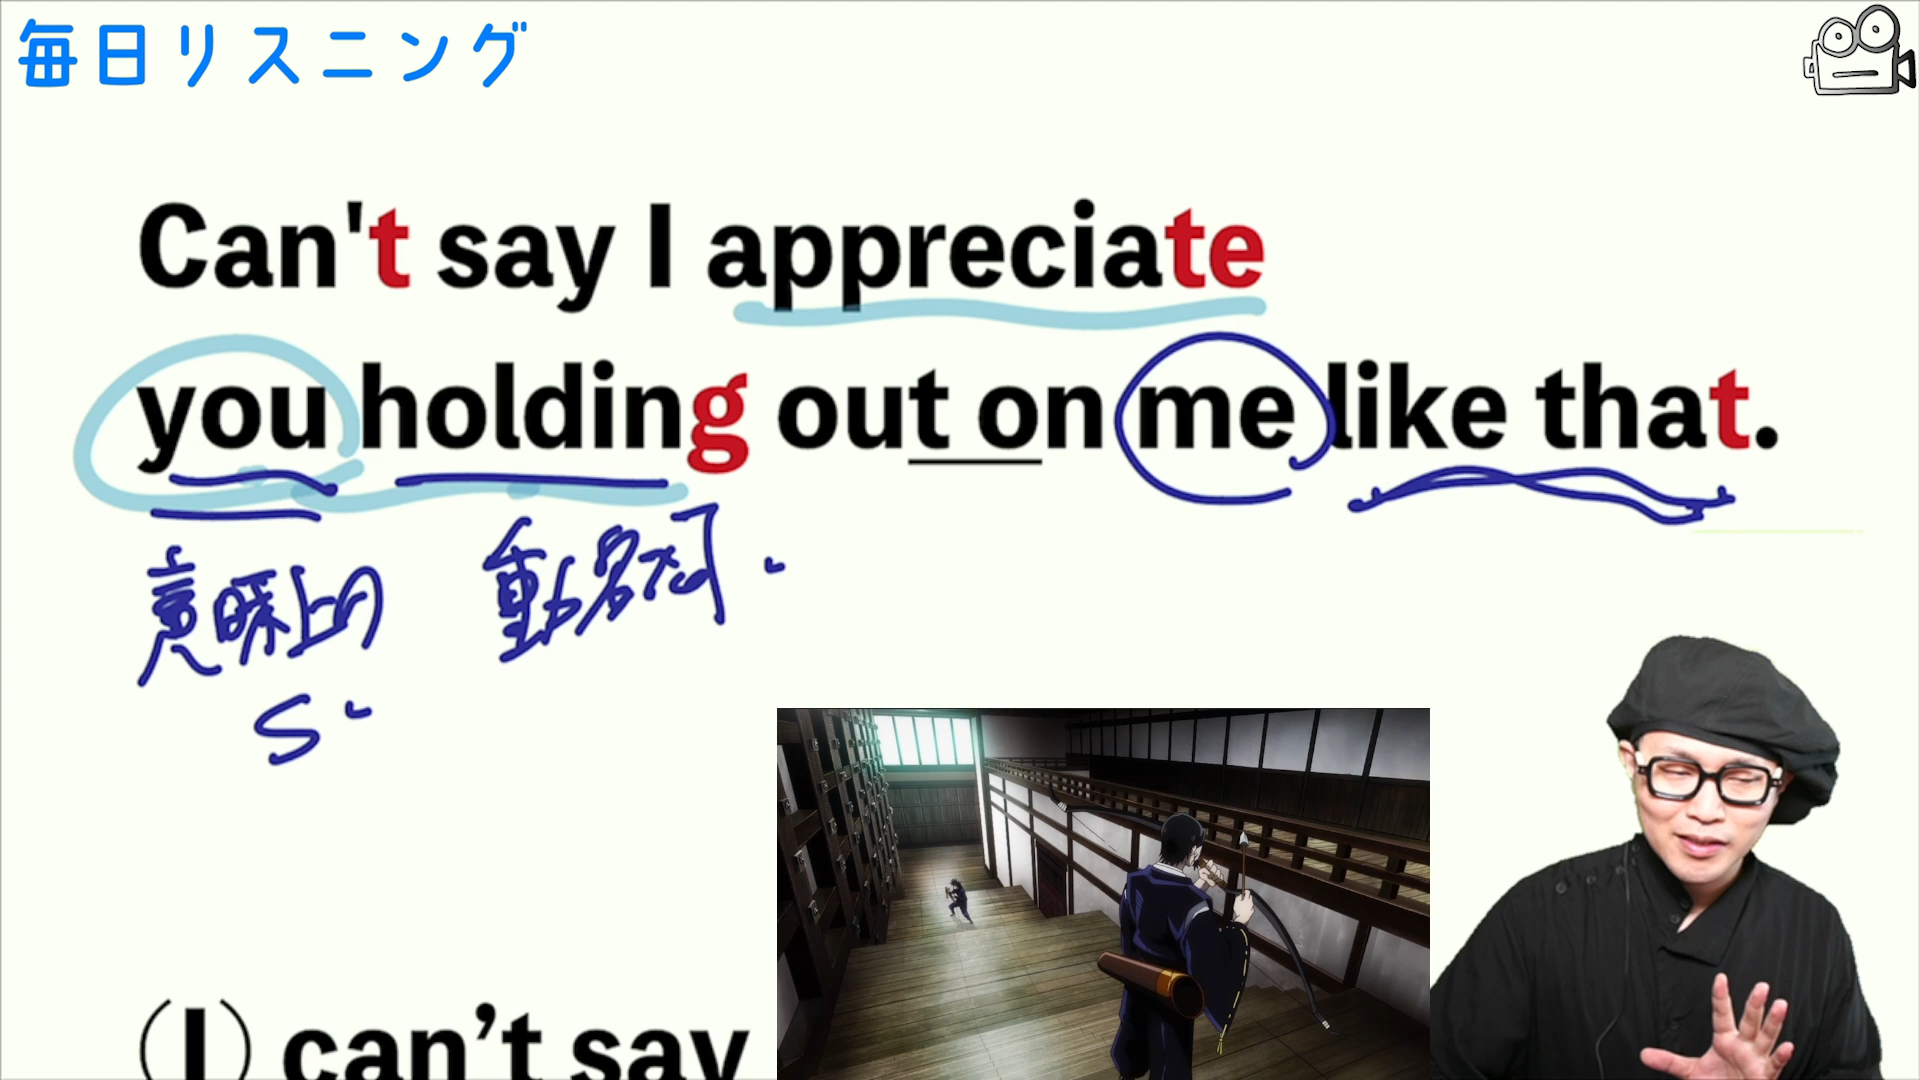 毎日リスニング
Can't say I appreciate
you holding out on me like that.
意味上の 動名詞.
S.
(I) can't say